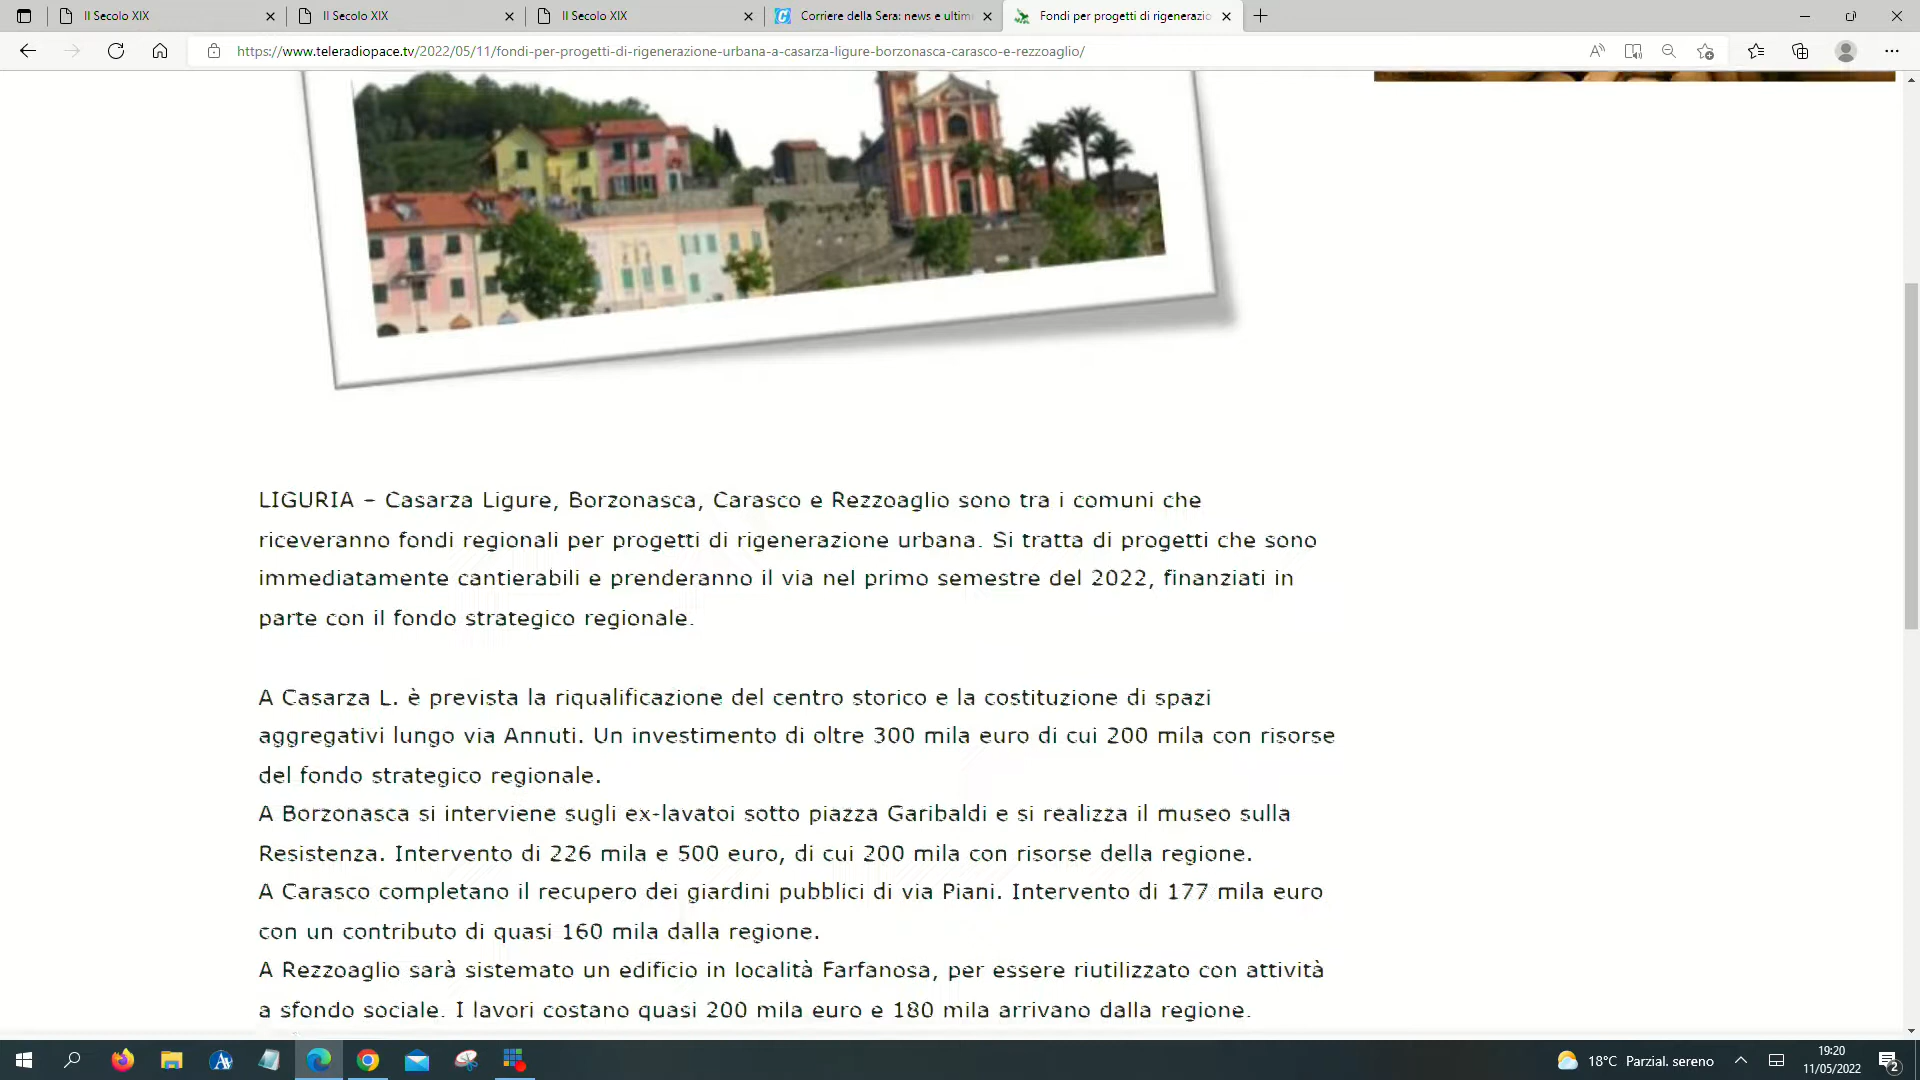 Il Secolo XIX
Il Secolo XIX
Il Secolo XIX
Corriere della Sera: news e ultim
Fondi per progetti di rigenerazio
https://www.teleradiopace.tv/2022/05/11/fondi-per-progetti-di-rigenerazione-urbana-a-casarza-ligure-borzonasca-carasco-e-rezzoaglio/
LIGURIA – Casarza Ligure, Borzonasca, Carasco e Rezzoaglio sono tra i comuni che
riceveranno fondi regionali per progetti di rigenerazione urbana. Si tratta di progetti che sono
immediatamente cantierabili e prenderanno il via nel primo semestre del 2022, finanziati in
parte con il fondo strategico regionale.
A Casarza L. è prevista la riqualificazione del centro storico e la costituzione di spazi
aggregativi lungo via Annuti. Un investimento di oltre 300 mila euro di cui 200 mila con risorse
del fondo strategico regionale.
A Borzonasca si interviene sugli ex-lavatoi sotto piazza Garibaldi e si realizza il museo sulla
Resistenza. Intervento di 226 mila e 500 euro, di cui 200 mila con risorse della regione.
A Carasco completano il recupero dei giardini pubblici di via Piani. Intervento di 177 mila euro
con un contributo di quasi 160 mila dalla regione.
A Rezzoaglio sarà sistemato un edificio in località Farfanosa, per essere riutilizzato con attività
a sfondo sociale. I lavori costano quasi 200 mila euro e 180 mila arrivano dalla regione.
18°C Parzial. sereno
19:20
11/05/2022
2